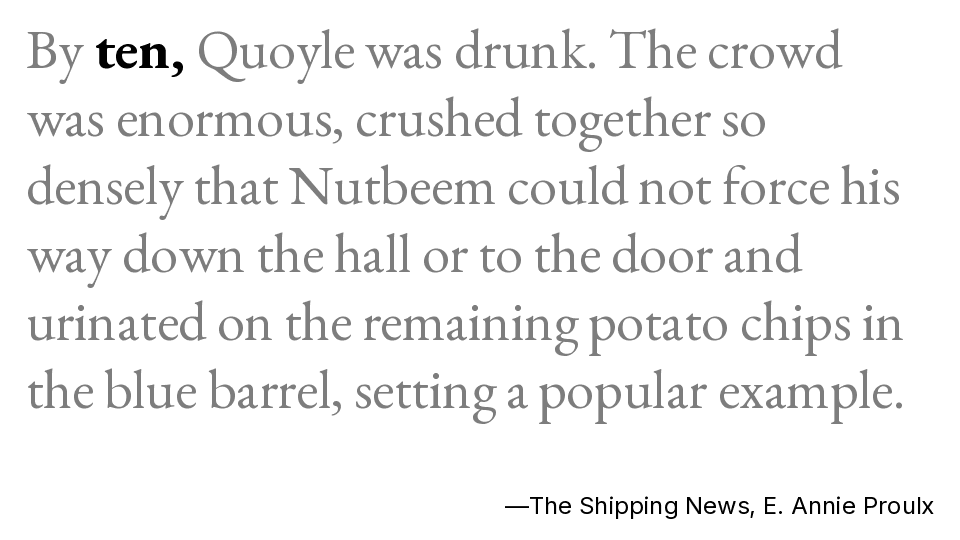 By ten, Quoyle was drunk. The crowd
was enormous, crushed together so
densely that Nutbeem could not force his
way down the hall or to the door and
urinated on the remaining potato chips in
the blue barrel, setting a popular example.
—The Shipping News, E. Annie Proulx